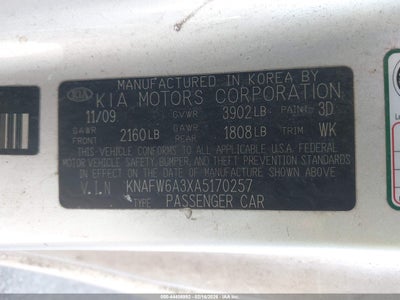 MANUFACTURED IN KOREA BY
KIA KIA MOTORS CORPORATION
11/09 GVWR 3902LB PAINT 3D
GAWR FRONT 2160LB GAWR REAR 1808LB TRIM WK
THIS VEHICLE CONFORMS TO ALL APPLICABLE U.S.A. FEDERAL
MOTOR VEHICLE SAFETY, BUMPER, AND THEFT PREVENTION
STANDARDS IN EFFECT ON THE DATE OF MANUFACTURE SHOWN ABOVE.
V.I.N KNAFW6A3XA5170257
TYPE PASSENGER CAR